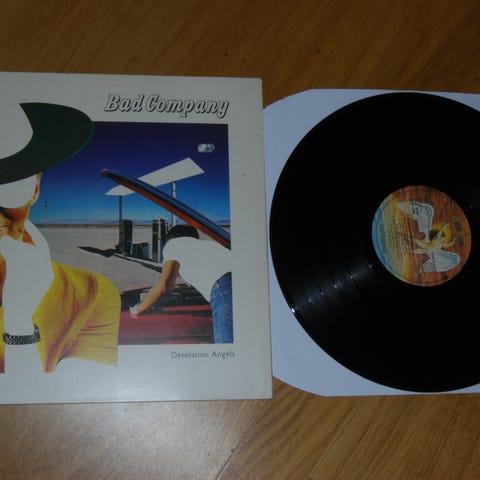 Bad Company
Desolation Angels